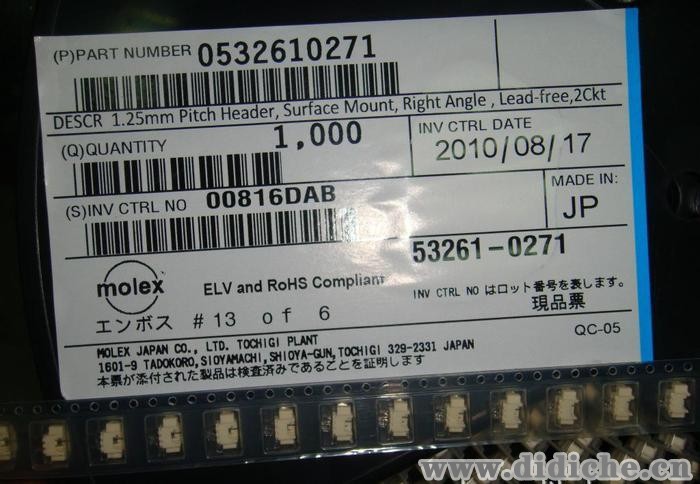 (P)PART NUMBER 0532610271
DESCR 1.25mm Pitch Header, Surface Mount, Right Angle , Lead-free,2Ckt
(Q)QUANTITY 1,000
INV CTRL DATE
2010/08/17
(S)INV CTRL NO 00816DAB
MADE IN:
JP
53261-0271
molex
ELV and RoHS Compliant
INV CTRL NO はロット番号を表します。
エンボス #13 of 6
現品票
MOLEX JAPAN CO., LTD. TOCHIGI PLANT
QC-05
1601-9 TADOKORO,SIOYAMACHI,SHIOYA-GUN,TOCHIGI 329-2331 JAPAN
本票が添付された製品は検査済みであることを証明します
www.didiche.cn